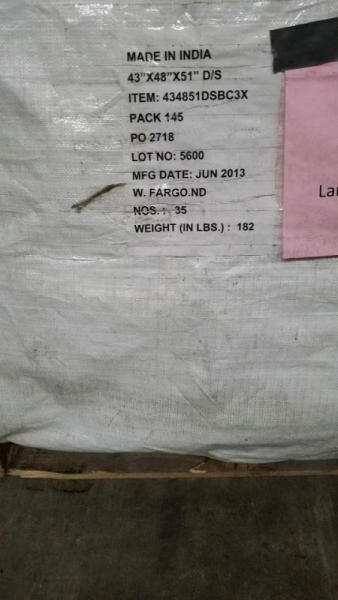 MADE IN INDIA
43"X48"X51" D/S
ITEM: 434851DSBC3X
PACK 145
PO 2718
LOT NO: 5600
MFG DATE: JUN 2013
W. FARGO.ND
NOS. : 35
WEIGHT (IN LBS.) : 182